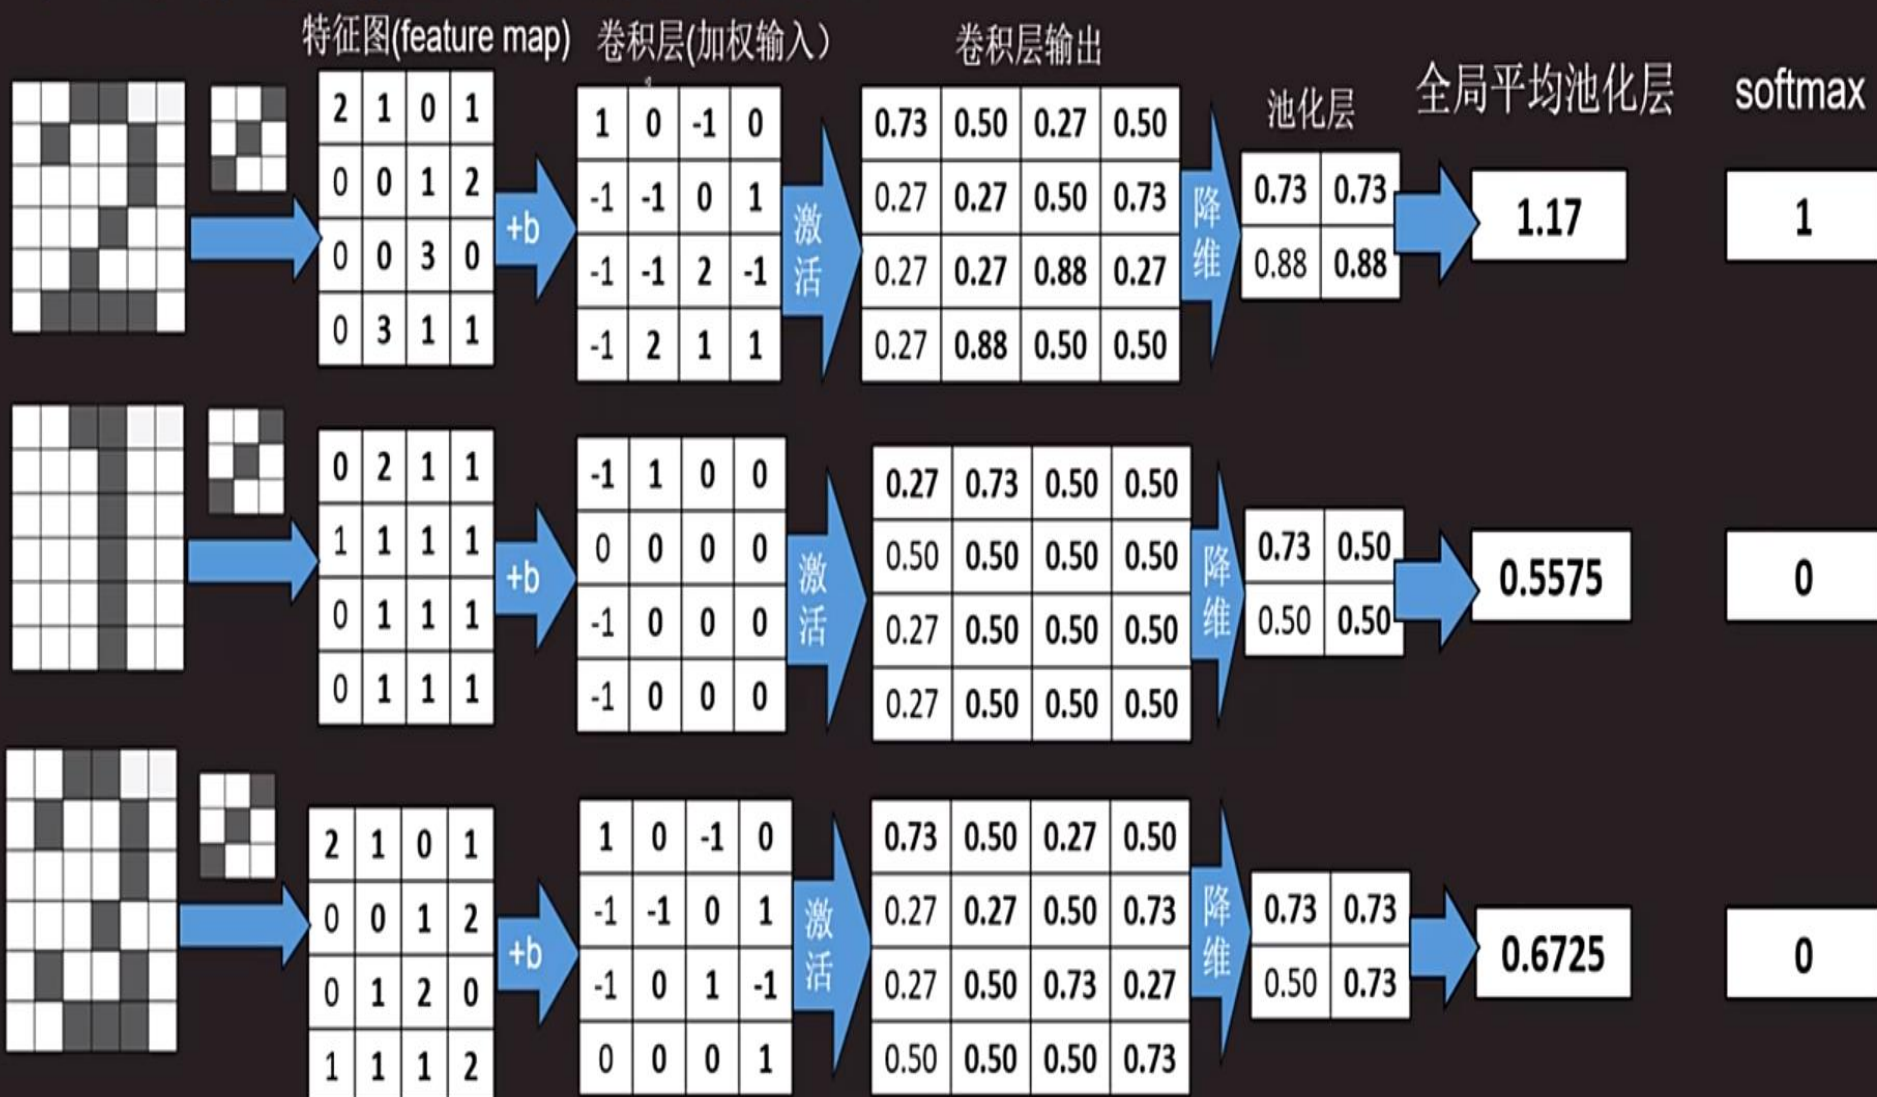 特征图(feature map) 卷积层(加权输入) 卷积层输出 池化层 全局平均池化层 softmax
2 1 0 1
0 0 1 2
0 0 3 0
0 3 1 1
+b
1 0 -1 0
-1 -1 0 1
-1 -1 2 -1
-1 2 1 1
激
活
0.73 0.50 0.27 0.50
0.27 0.27 0.50 0.73
0.27 0.27 0.88 0.27
0.27 0.88 0.50 0.50
降
维
0.73 0.73
0.88 0.88
1.17
1
0 2 1 1
1 1 1 1
0 1 1 1
0 1 1 1
+b
-1 1 0 0
0 0 0 0
-1 0 0 0
-1 0 0 0
激
活
0.27 0.73 0.50 0.50
0.50 0.50 0.50 0.50
0.27 0.50 0.50 0.50
0.27 0.50 0.50 0.50
降
维
0.73 0.50
0.50 0.50
0.5575
0
2 1 0 1
0 0 1 2
0 1 2 0
1 1 1 2
+b
1 0 -1 0
-1 -1 0 1
-1 0 1 -1
0 0 0 1
激
活
0.73 0.50 0.27 0.50
0.27 0.27 0.50 0.73
0.27 0.50 0.73 0.27
0.50 0.50 0.50 0.73
降
维
0.73 0.73
0.50 0.73
0.6725
0